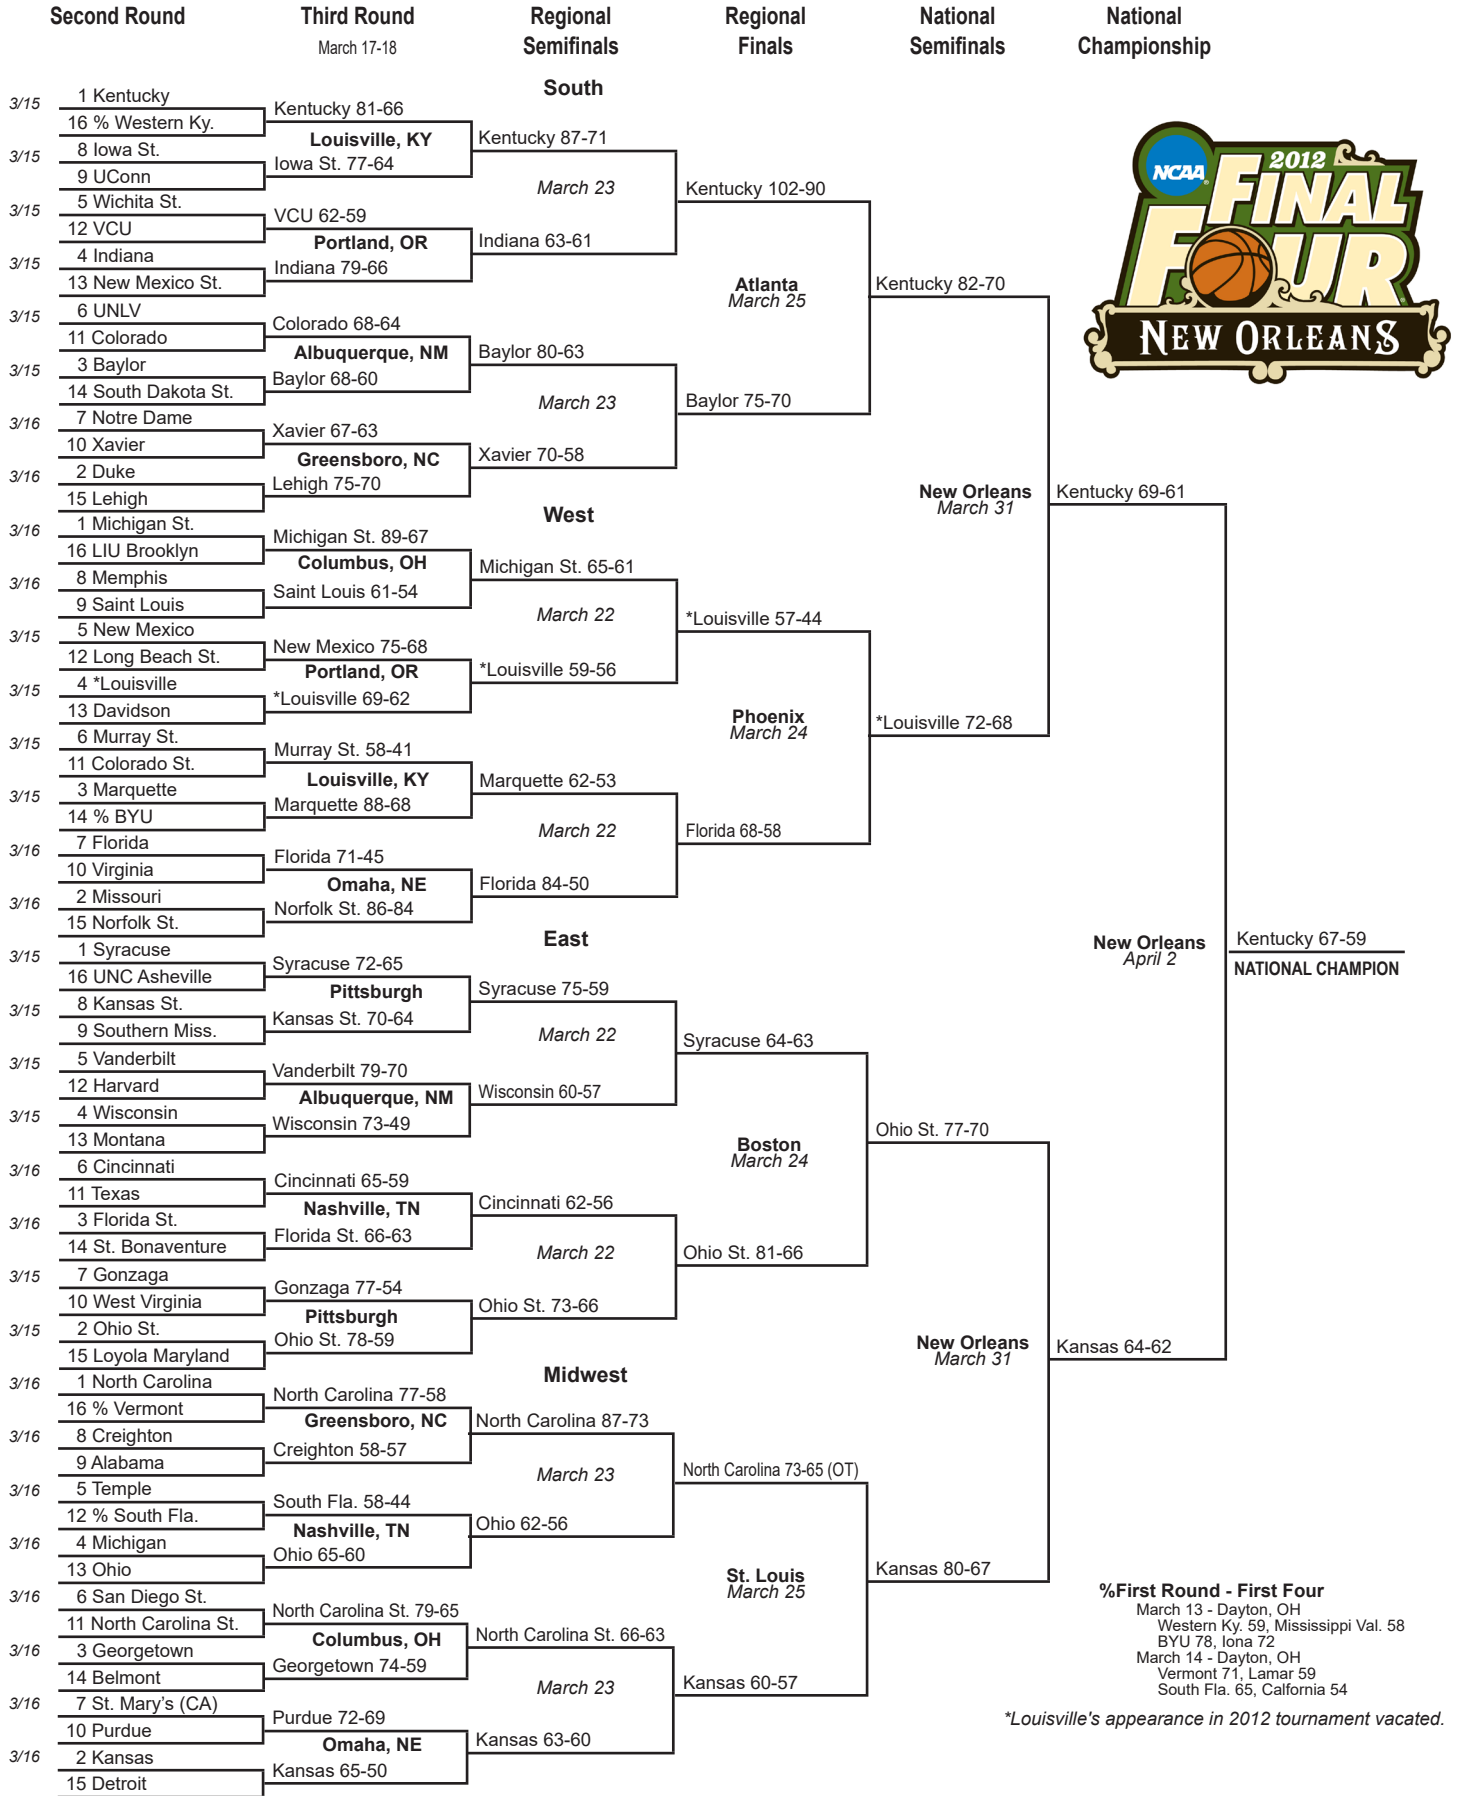 Second Round
Third Round
March 17-18
Regional
Semifinals
Regional
Finals
National
Semifinals
National
Championship
NCAA
2012
FINAL
FOUR
NEW ORLEANS
South
3/15
1 Kentucky
16 % Western Ky.
3/15
8 Iowa St.
9 UConn
3/15
5 Wichita St.
12 VCU
3/15
4 Indiana
13 New Mexico St.
3/15
6 UNLV
11 Colorado
3/15
3 Baylor
14 South Dakota St.
3/16
7 Notre Dame
10 Xavier
3/16
2 Duke
15 Lehigh
Kentucky 81-66
Louisville, KY
Iowa St. 77-64
VCU 62-59
Portland, OR
Indiana 79-66
Colorado 68-64
Albuquerque, NM
Baylor 68-60
Xavier 67-63
Greensboro, NC
Lehigh 75-70
Kentucky 87-71
March 23
Indiana 63-61
Baylor 80-63
March 23
Xavier 70-58
Kentucky 102-90
Atlanta
March 25
Baylor 75-70
Kentucky 82-70
West
3/16
1 Michigan St.
16 LIU Brooklyn
3/16
8 Memphis
9 Saint Louis
3/15
5 New Mexico
12 Long Beach St.
3/15
4 *Louisville
13 Davidson
3/15
6 Murray St.
11 Colorado St.
3/15
3 Marquette
14 % BYU
3/16
7 Florida
10 Virginia
3/16
2 Missouri
15 Norfolk St.
Michigan St. 89-67
Columbus, OH
Saint Louis 61-54
New Mexico 75-68
Portland, OR
*Louisville 69-62
Murray St. 58-41
Louisville, KY
Marquette 88-68
Florida 71-45
Omaha, NE
Norfolk St. 86-84
Michigan St. 65-61
March 22
*Louisville 59-56
Marquette 62-53
March 22
Florida 84-50
*Louisville 57-44
Phoenix
March 24
Florida 68-58
*Louisville 72-68
New Orleans
March 31
Kentucky 69-61
East
3/15
1 Syracuse
16 UNC Asheville
3/15
8 Kansas St.
9 Southern Miss.
3/15
5 Vanderbilt
12 Harvard
3/15
4 Wisconsin
13 Montana
3/16
6 Cincinnati
11 Texas
3/16
3 Florida St.
14 St. Bonaventure
3/15
7 Gonzaga
10 West Virginia
3/15
2 Ohio St.
15 Loyola Maryland
Syracuse 72-65
Pittsburgh
Kansas St. 70-64
Vanderbilt 79-70
Albuquerque, NM
Wisconsin 73-49
Cincinnati 65-59
Nashville, TN
Florida St. 66-63
Gonzaga 77-54
Pittsburgh
Ohio St. 78-59
Syracuse 75-59
March 22
Wisconsin 60-57
Cincinnati 62-56
March 22
Ohio St. 73-66
Syracuse 64-63
Boston
March 24
Ohio St. 81-66
Ohio St. 77-70
Midwest
3/16
1 North Carolina
16 % Vermont
3/16
8 Creighton
9 Alabama
3/16
5 Temple
12 % South Fla.
3/16
4 Michigan
13 Ohio
3/16
6 San Diego St.
11 North Carolina St.
3/16
3 Georgetown
14 Belmont
3/16
7 St. Mary's (CA)
10 Purdue
3/16
2 Kansas
15 Detroit
North Carolina 77-58
Greensboro, NC
Creighton 58-57
South Fla. 58-44
Nashville, TN
Ohio 65-60
North Carolina St. 79-65
Columbus, OH
Georgetown 74-59
Purdue 72-69
Omaha, NE
Kansas 65-50
North Carolina 87-73
March 23
Ohio 62-56
North Carolina St. 66-63
March 23
Kansas 63-60
North Carolina 73-65 (OT)
St. Louis
March 25
Kansas 60-57
Kansas 80-67
New Orleans
March 31
Kansas 64-62
New Orleans
April 2
Kentucky 67-59
NATIONAL CHAMPION
%First Round - First Four
March 13 - Dayton, OH
Western Ky. 59, Mississippi Val. 58
BYU 78, Iona 72
March 14 - Dayton, OH
Vermont 71, Lamar 59
South Fla. 65, Calfornia 54
*Louisville's appearance in 2012 tournament vacated.